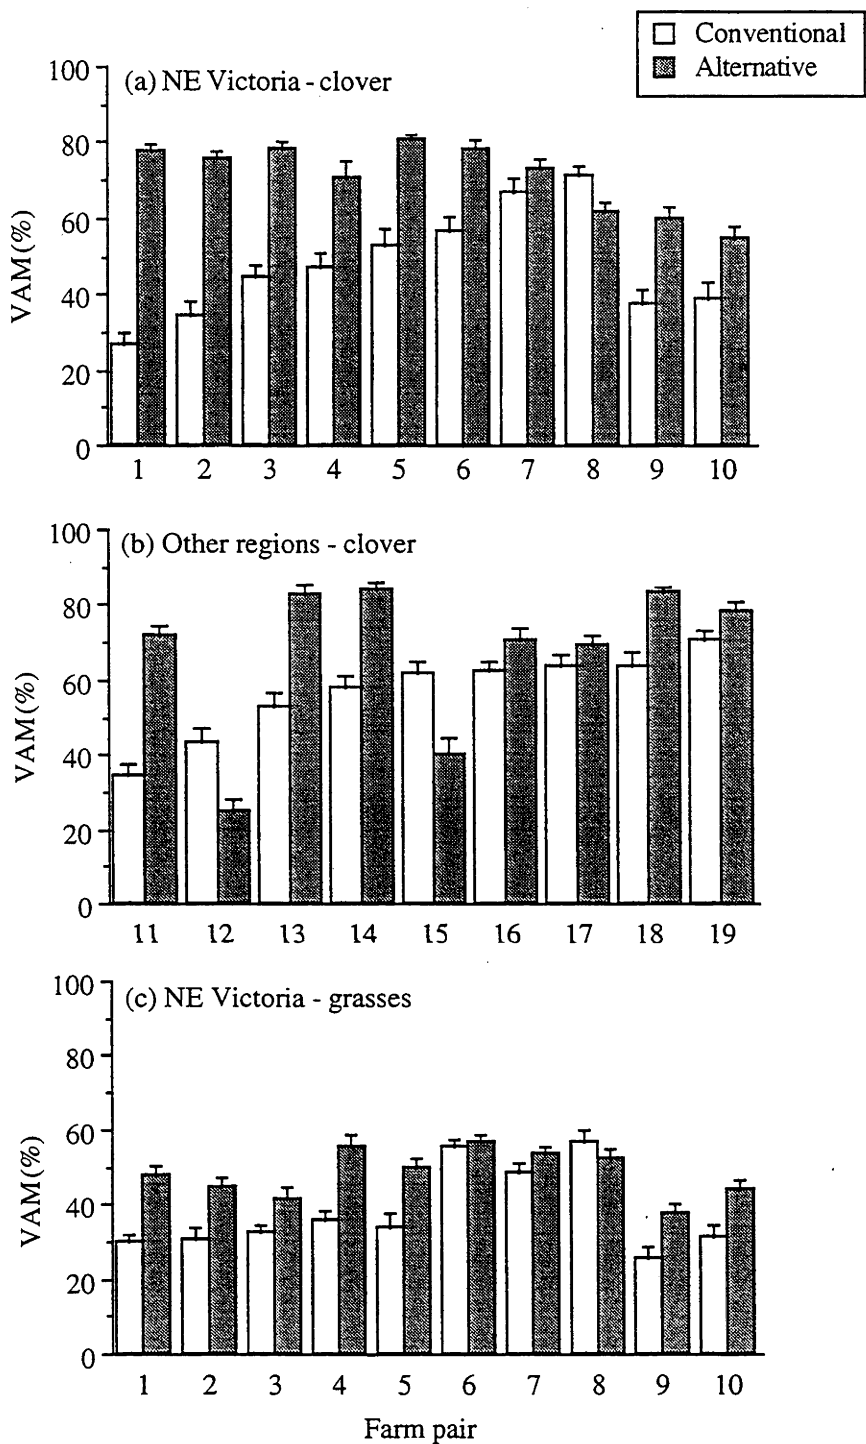 Conventional
Alternative
(a) NE Victoria - clover
100
80
60
40
20
0
VAM(%)
1 2 3 4 5 6 7 8 9 10
(b) Other regions - clover
100
80
60
40
20
0
VAM(%)
11 12 13 14 15 16 17 18 19
(c) NE Victoria - grasses
100
80
60
40
20
0
VAM(%)
1 2 3 4 5 6 7 8 9 10
Farm pair